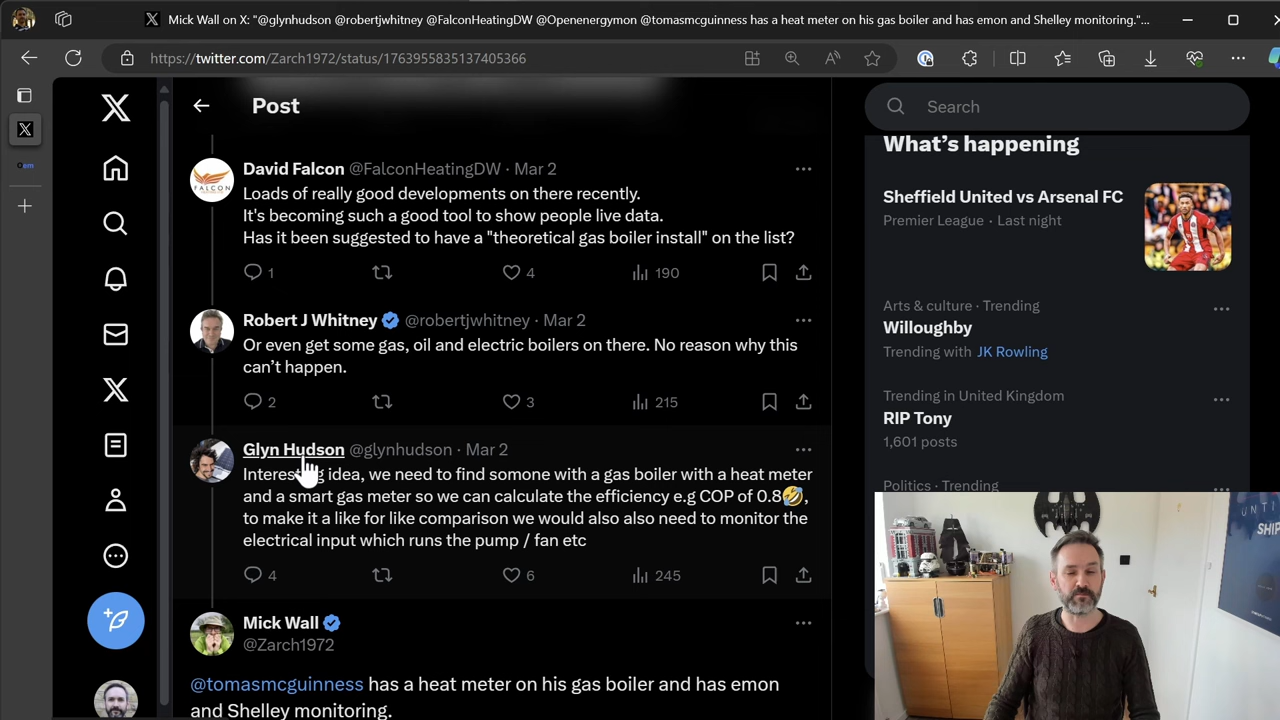 Mick Wall on X: "@glynhudson @robertjwhitney @FalconHeatingDW @Openenergymon @tomasmcguinness has a heat meter on his gas boiler and has emon and Shelley monitoring."...
https://twitter.com/Zarch1972/status/1763955835137405366
Post
Search
What's happening
David Falcon @FalconHeatingDW · Mar 2
Loads of really good developments on there recently.
It's becoming such a good tool to show people live data.
Has it been suggested to have a "theoretical gas boiler install" on the list?
1 4 190
Sheffield United vs Arsenal FC
Premier League · Last night
Arts & culture · Trending
Willoughby
Trending with JK Rowling
Robert J Whitney @robertjwhitney · Mar 2
Or even get some gas, oil and electric boilers on there. No reason why this
can't happen.
2 3 215
Trending in United Kingdom
RIP Tony
1,601 posts
Glyn Hudson @glynhudson · Mar 2
Interesting idea, we need to find somone with a gas boiler with a heat meter
and a smart gas meter so we can calculate the efficiency e.g COP of 0.8🤣,
to make it a like for like comparison we would also also need to monitor the
electrical input which runs the pump / fan etc
4 6 245
Politics · Trending
Mick Wall
@Zarch1972
@tomasmcguinness has a heat meter on his gas boiler and has emon
and Shelley monitoring.
UNTI
SHIP
FALCON